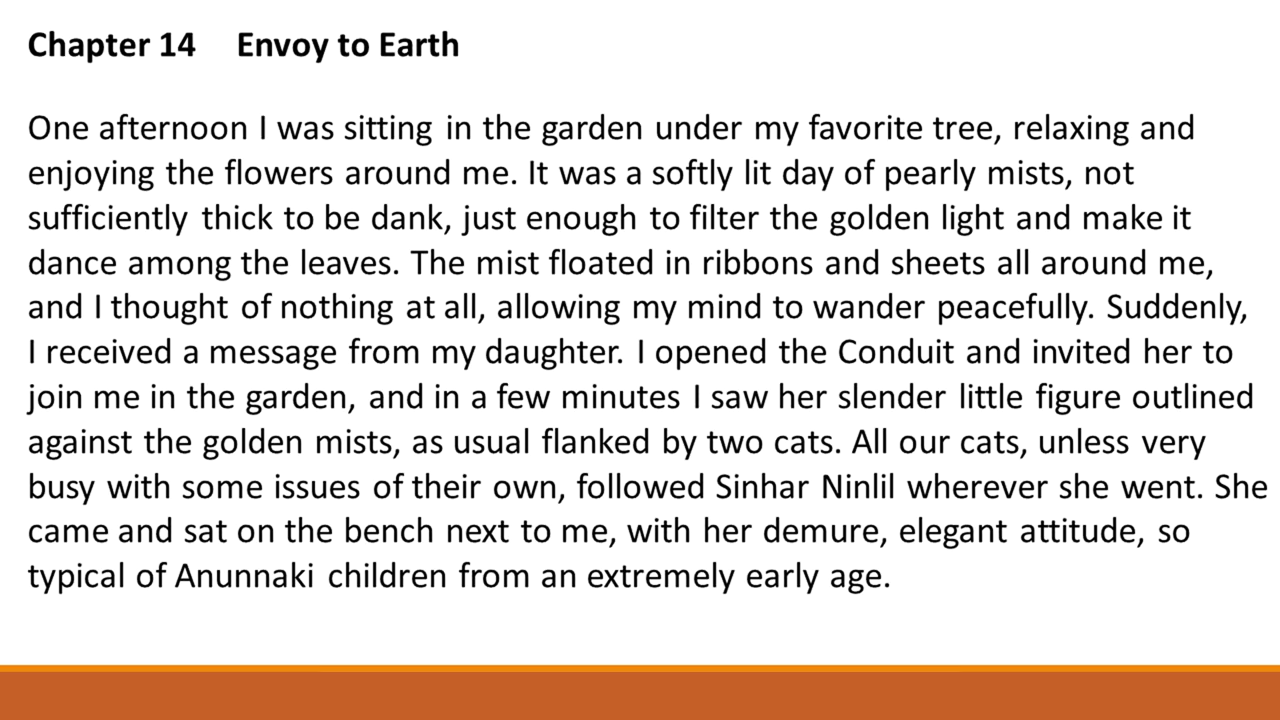 Chapter 14 Envoy to Earth
One afternoon I was sitting in the garden under my favorite tree, relaxing and
enjoying the flowers around me. It was a softly lit day of pearly mists, not
sufficiently thick to be dank, just enough to filter the golden light and make it
dance among the leaves. The mist floated in ribbons and sheets all around me,
and I thought of nothing at all, allowing my mind to wander peacefully. Suddenly,
I received a message from my daughter. I opened the Conduit and invited her to
join me in the garden, and in a few minutes I saw her slender little figure outlined
against the golden mists, as usual flanked by two cats. All our cats, unless very
busy with some issues of their own, followed Sinhar Ninlil wherever she went. She
came and sat on the bench next to me, with her demure, elegant attitude, so
typical of Anunnaki children from an extremely early age.